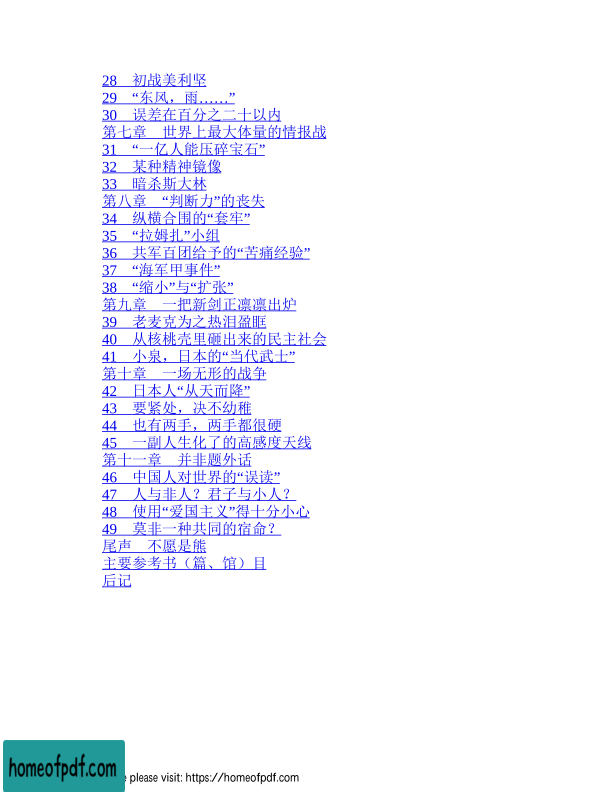 28 初战美利坚
29 “东风，雨……”
30 误差在百分之二十以内
第七章 世界上最大体量的情报战
31 “一亿人能压碎宝石”
32 某种精神镜像
33 暗杀斯大林
第八章 “判断力”的丧失
34 纵横合围的“套牢”
35 “拉姆扎”小组
36 共军百团给予的“苦痛经验”
37 “海军甲事件”
38 “缩小”与“扩张”
第九章 一把新剑正凛凛出炉
39 老麦克为之热泪盈眶
40 从核桃壳里砸出来的民主社会
41 小泉，日本的“当代武士”
第十章 一场无形的战争
42 日本人“从天而降”
43 要紧处，决不幼稚
44 也有两手，两手都很硬
45 一副人生化了的高感度天线
第十一章 并非题外话
46 中国人对世界的“误读”
47 人与非人？君子与小人？
48 使用“爱国主义”得十分小心
49 莫非一种共同的宿命？
尾声 不愿是熊
主要参考书（篇、馆）目
后记
homeofpdf.com
e please visit: https://homeofpdf.com